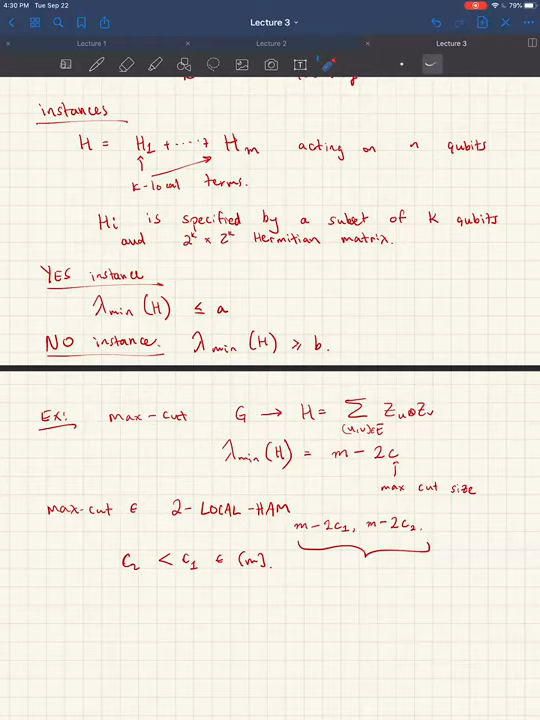 4:30 PM Tue Sep 22
79%
Lecture 3
Lecture 1
Lecture 2
Lecture 3
instances
H = H₁ + ····+ Hₘ acting on n qubits
k-local terms.
Hi is specified by a subet of k qubits
and 2ᵏ × 2ᵏ Hermitian matrix.
YES instance
λmin (H) ≤ a
NO instance. λmin (H) ⩾ b.
Ex: max-cut G → H = Σ Zu⊗Zv
(u,v)∈E
λmin (H) = m - 2c
max cut size
max-cut ∈ 2-LOCAL-HAM
m-2c₁, m-2c₂.
C₂ < C₁ ∈ [m].